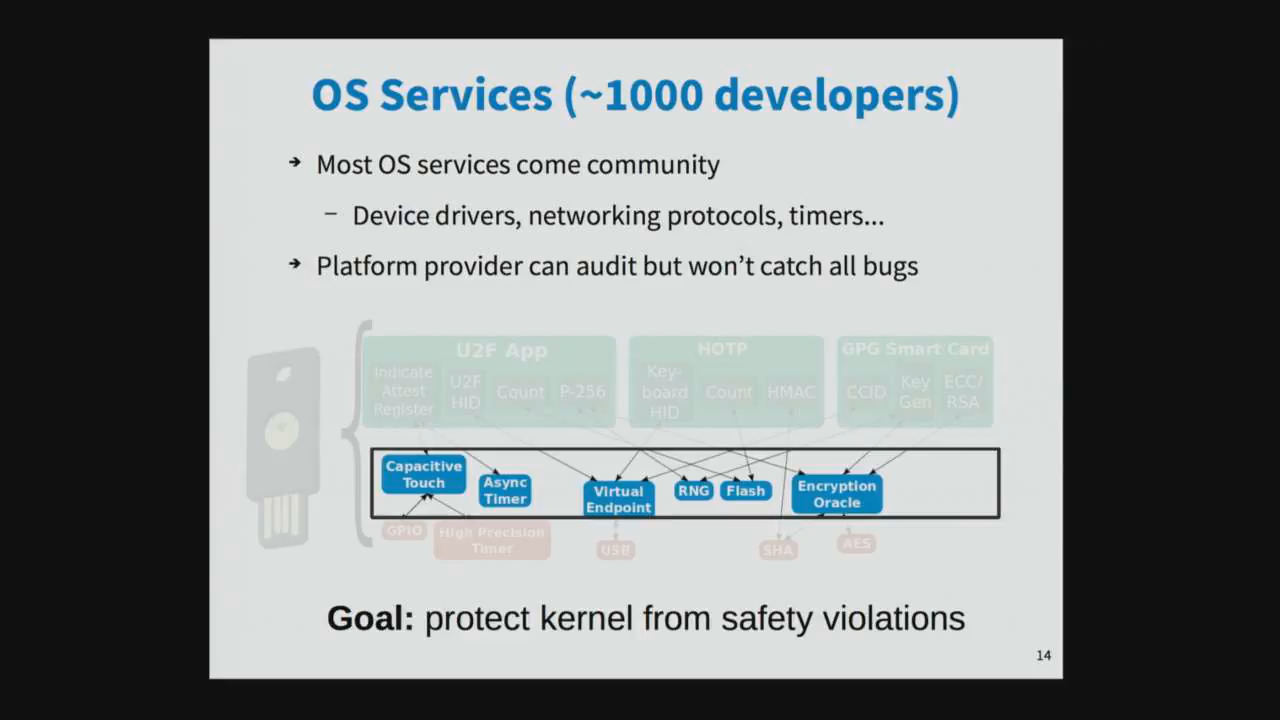 OS Services (~1000 developers)
➔ Most OS services come community
– Device drivers, networking protocols, timers...
➔ Platform provider can audit but won't catch all bugs
U2F App
HOTP
GPG Smart Card
Indicate
Attest
Register
U2F
HID
Count
P-256
Key-
board
HID
Count
HMAC
CCID
Key
Gen
ECC/
RSA
Capacitive
Touch
Async
Timer
Virtual
Endpoint
RNG
Flash
Encryption
Oracle
GPIO
High Precision
Timer
USB
SHA
AES
Goal: protect kernel from safety violations
14